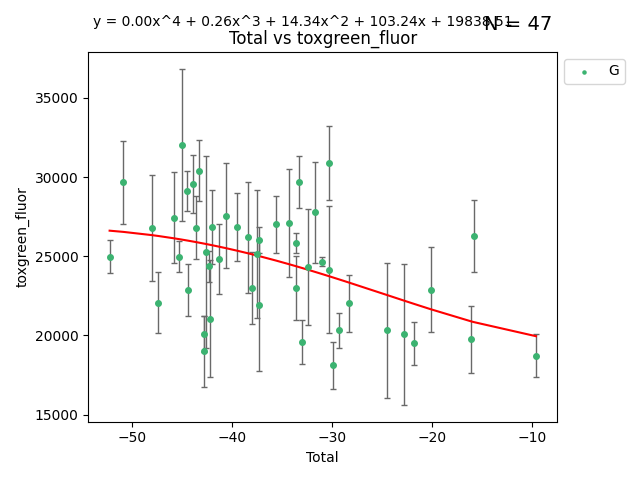 y = 0.00x^4 + 0.26x^3 + 14.34x^2 + 103.24x + 19838.51
N = 47
Total vs toxgreen_fluor
G
35000
30000
25000
20000
15000
toxgreen_fluor
−50
−40
−30
−20
−10
Total